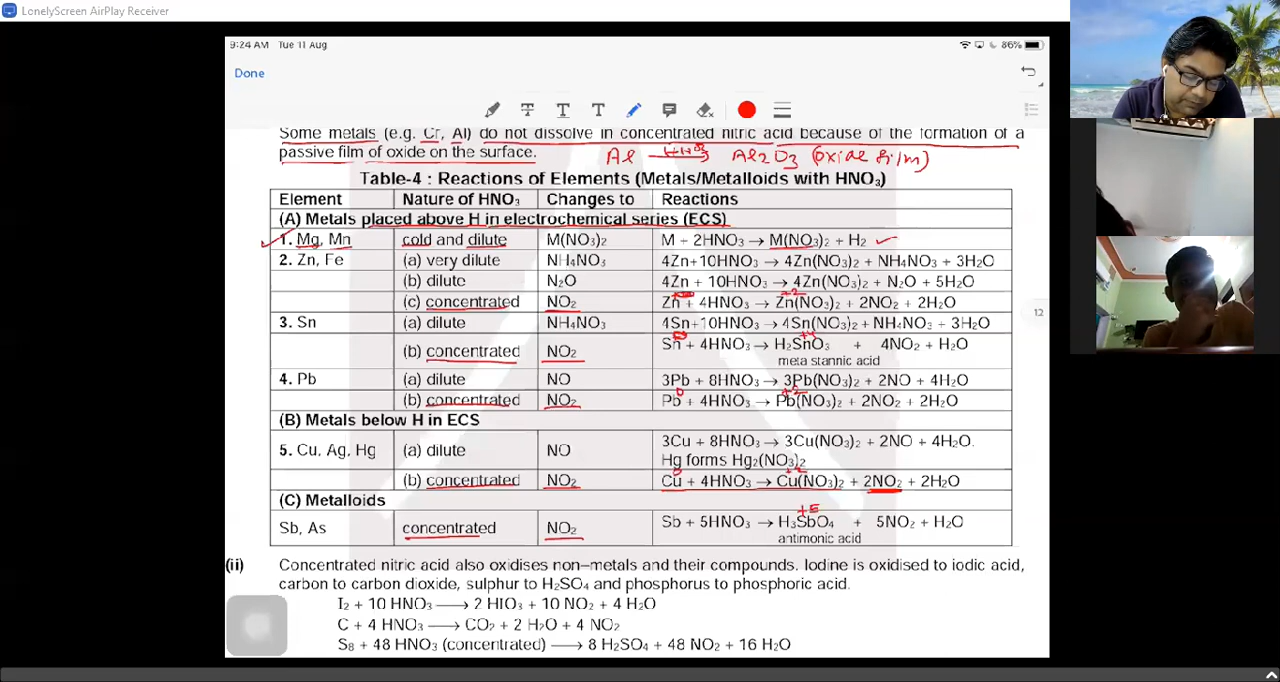 LonelyScreen AirPlay Receiver
9:24 AM Tue 11 Aug 86%
Done
Some metals (e.g. Cr, Al) do not dissolve in concentrated nitric acid because of the formation of a
passive film of oxide on the surface.
Al HNO3 → Al2O3 (oxide film)
Table-4 : Reactions of Elements (Metals/Metalloids with HNO₃)
Element Nature of HNO₃ Changes to Reactions
(A) Metals placed above H in electrochemical series (ECS)
1. Mg, Mn cold and dilute M(NO₃)₂ M + 2HNO₃ → M(NO₃)₂ + H₂
2. Zn, Fe (a) very dilute NH₄NO₃ 4Zn+10HNO₃ → 4Zn(NO₃)₂ + NH₄NO₃ + 3H₂O
(b) dilute N₂O 4Zn + 10HNO₃ → 4Zn(NO₃)₂ + N₂O + 5H₂O
+2
(c) concentrated NO₂ Zn + 4HNO₃ → Zn(NO₃)₂ + 2NO₂ + 2H₂O
3. Sn (a) dilute NH₄NO₃ 4Sn+10HNO₃ → 4Sn(NO₃)₂ + NH₄NO₃ + 3H₂O
+4
(b) concentrated NO₂ Sn + 4HNO₃ → H₂SnO₃ + 4NO₂ + H₂O
meta stannic acid
4. Pb (a) dilute NO 3Pb + 8HNO₃ → 3Pb(NO₃)₂ + 2NO + 4H₂O
0 +2
(b) concentrated NO₂ Pb + 4HNO₃ → Pb(NO₃)₂ + 2NO₂ + 2H₂O
(B) Metals below H in ECS
5. Cu, Ag, Hg (a) dilute NO 3Cu + 8HNO₃ → 3Cu(NO₃)₂ + 2NO + 4H₂O.
Hg forms Hg₂(NO₃)₂
0 +2
(b) concentrated NO₂ Cu + 4HNO₃ → Cu(NO₃)₂ + 2NO₂ + 2H₂O
(C) Metalloids
+5
Sb, As concentrated NO₂ Sb + 5HNO₃ → H₃SbO₄ + 5NO₂ + H₂O
antimonic acid
(ii) Concentrated nitric acid also oxidises non–metals and their compounds. Iodine is oxidised to iodic acid,
carbon to carbon dioxide, sulphur to H₂SO₄ and phosphorus to phosphoric acid.
I₂ + 10 HNO₃ ⟶ 2 HIO₃ + 10 NO₂ + 4 H₂O
C + 4 HNO₃ ⟶ CO₂ + 2 H₂O + 4 NO₂
S₈ + 48 HNO₃ (concentrated) ⟶ 8 H₂SO₄ + 48 NO₂ + 16 H₂O
12